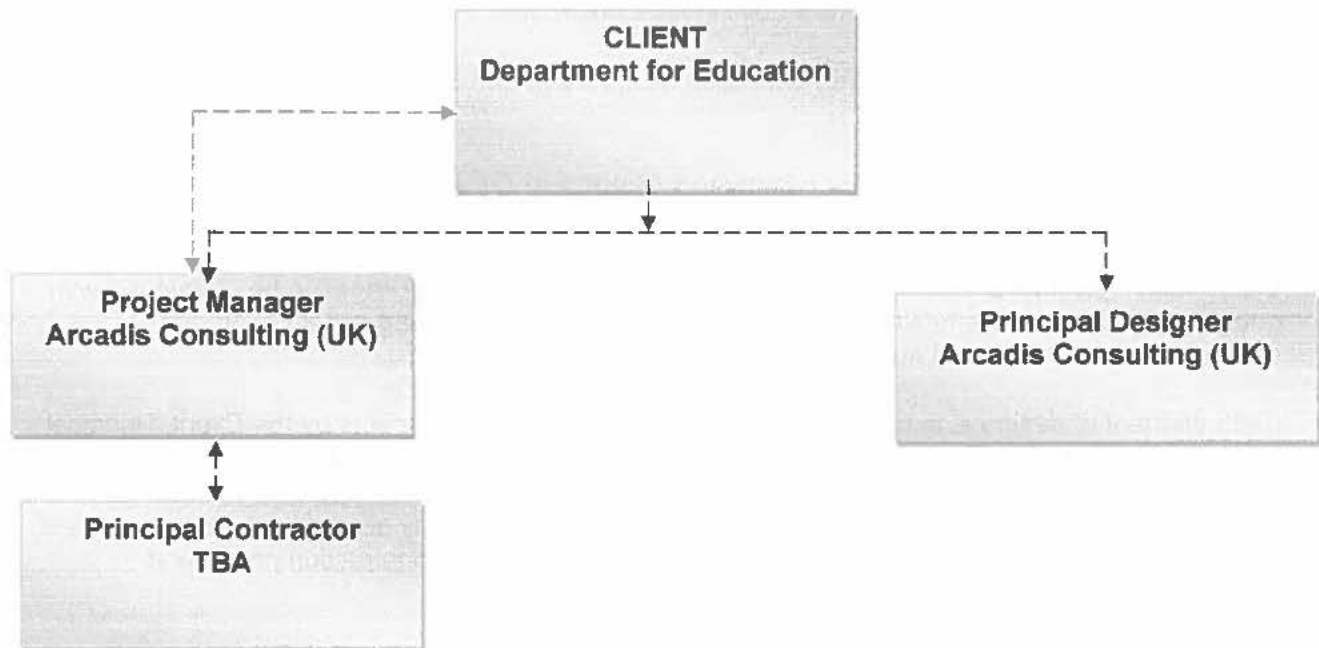 CLIENT
Department for Education
Project Manager
Arcadis Consulting (UK)
Principal Designer
Arcadis Consulting (UK)
Principal Contractor
TBA